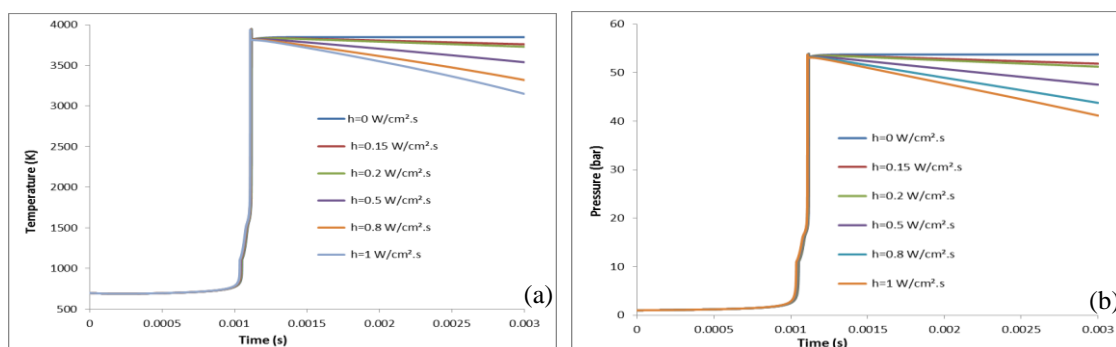 4000
3500
3000
2500
2000
1500
1000
500
Temperature (K)
0
0.0005
0.001
0.0015
0.002
0.0025
0.003
Time (s)
h=0 W/cm².s
h=0.15 W/cm².s
h=0.2 W/cm².s
h=0.5 W/cm².s
h=0.8 W/cm².s
h=1 W/cm².s
(a)
60
50
40
30
20
10
0
Pressure (bar)
0
0.0005
0.001
0.0015
0.002
0.0025
0.003
Time (s)
h=0 W/cm².s
h=0.15 W/cm².s
h=0.2 W/cm².s
h=0.5 W/cm².s
h=0.8 W/cm².s
h=1 W/cm².s
(b)